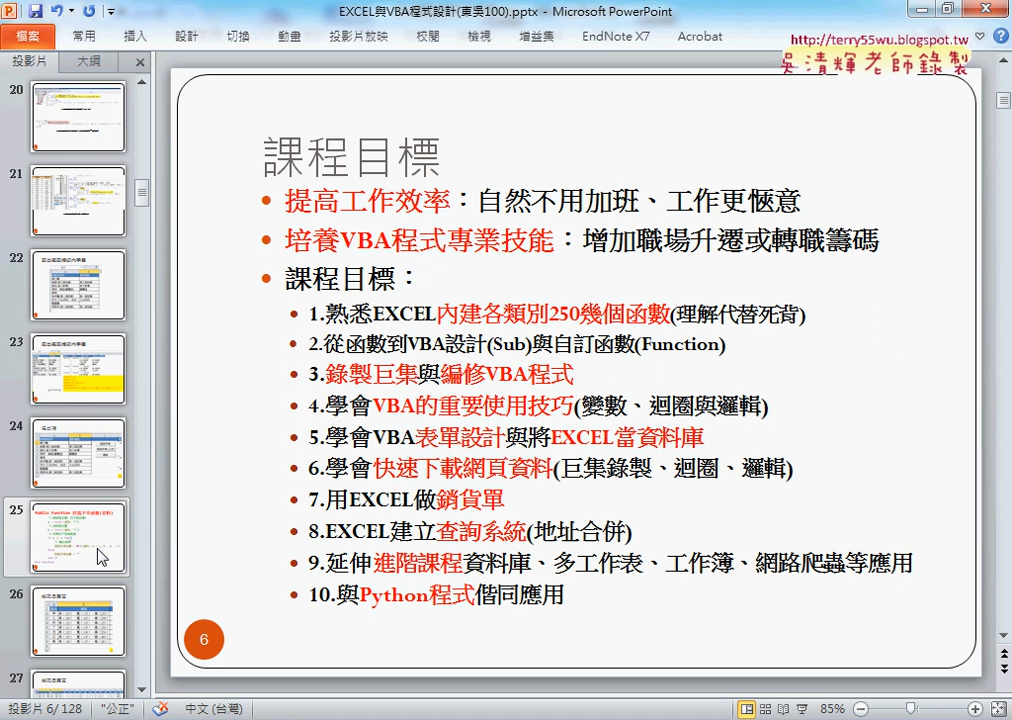 EXCEL與VBA程式設計(東吳100).pptx - Microsoft PowerPoint
檔案 常用 插入 設計 切換 動畫 投影片放映 校閱 檢視 增益集 EndNote X7 Acrobat
http://terry55wu.blogspot.tw
吳清輝老師錄製
投影片 大綱
20
21
22
23
24
25
26
27
課程目標
提高工作效率：自然不用加班、工作更愜意
培養VBA程式專業技能：增加職場升遷或轉職籌碼
課程目標：
1.熟悉EXCEL內建各類別250幾個函數(理解代替死背)
2.從函數到VBA設計(Sub)與自訂函數(Function)
3.錄製巨集與編修VBA程式
4.學會VBA的重要使用技巧(變數、迴圈與邏輯)
5.學會VBA表單設計與將EXCEL當資料庫
6.學會快速下載網頁資料(巨集錄製、迴圈、邏輯)
7.用EXCEL做銷貨單
8.EXCEL建立查詢系統(地址合併)
9.延伸進階課程資料庫、多工作表、工作簿、網路爬蟲等應用
10.與Python程式偕同應用
6
投影片 6/128 "公正" 中文 (台灣) 85%